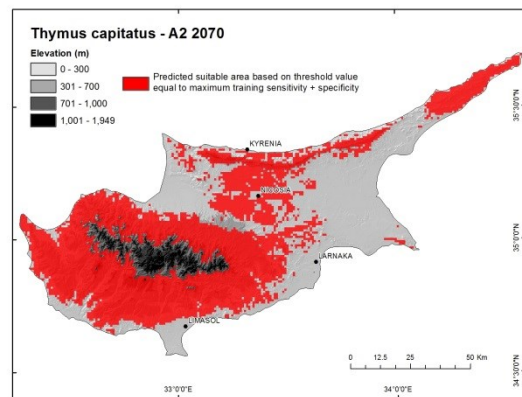 Thymus capitatus - A2 2070
Elevation (m)
0 - 300
301 - 700
701 - 1,000
1,001 - 1,949
Predicted suitable area based on threshold value
equal to maximum training sensitivity + specificity
KYRENIA
NICOSIA
LARNAKA
LIMASOL
0 12.5 25 50 Km
33°0'0"E
34°0'0"E
35°30'0"N
35°0'0"N
34°30'0"N